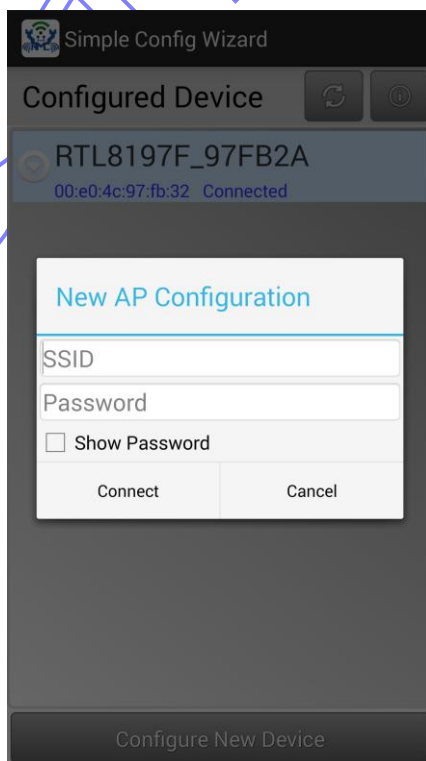 Simple Config Wizard
Configured Device
RTL8197F_97FB2A
00:e0:4c:97:fb:32 Connected
New AP Configuration
SSID
Password
Show Password
Connect Cancel
Configure New Device